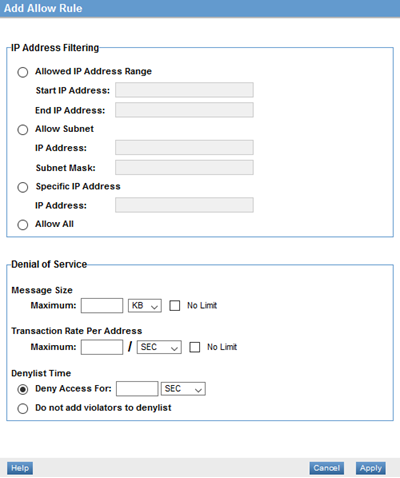 Add Allow Rule
IP Address Filtering
Allowed IP Address Range
Start IP Address:
End IP Address:
Allow Subnet
IP Address:
Subnet Mask:
Specific IP Address
IP Address:
Allow All
Denial of Service
Message Size
Maximum: KB No Limit
Transaction Rate Per Address
Maximum: / SEC No Limit
Denylist Time
Deny Access For: SEC
Do not add violators to denylist
Help Cancel Apply